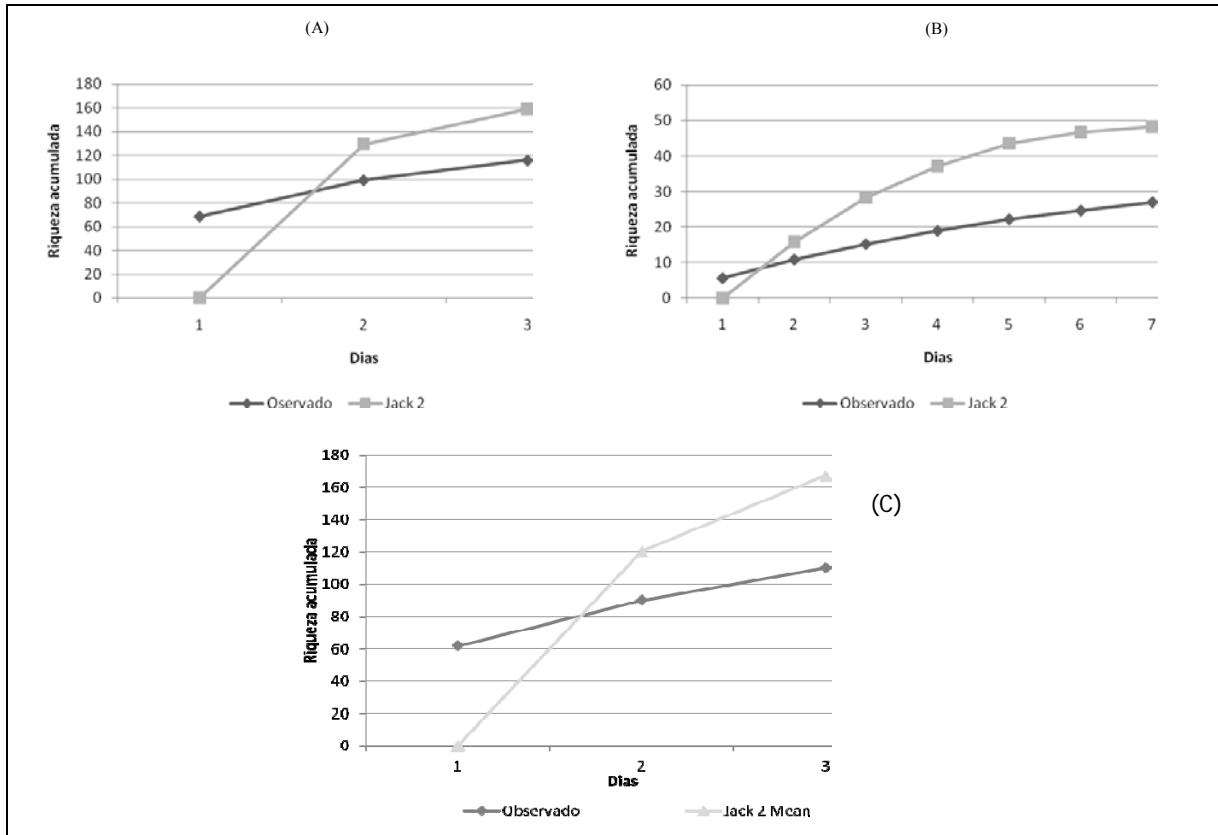 (A)
Riqueza acumulada
180
160
140
120
100
80
60
40
20
0
1 2 3
Dias
Oservado Jack 2
(B)
Riqueza acumulada
60
50
40
30
20
10
0
1 2 3 4 5 6 7
Dias
Observado Jack 2
(C)
Riqueza acumulada
180
160
140
120
100
80
60
40
20
0
1 2 3
Dias
Observado Jack 2 Mean